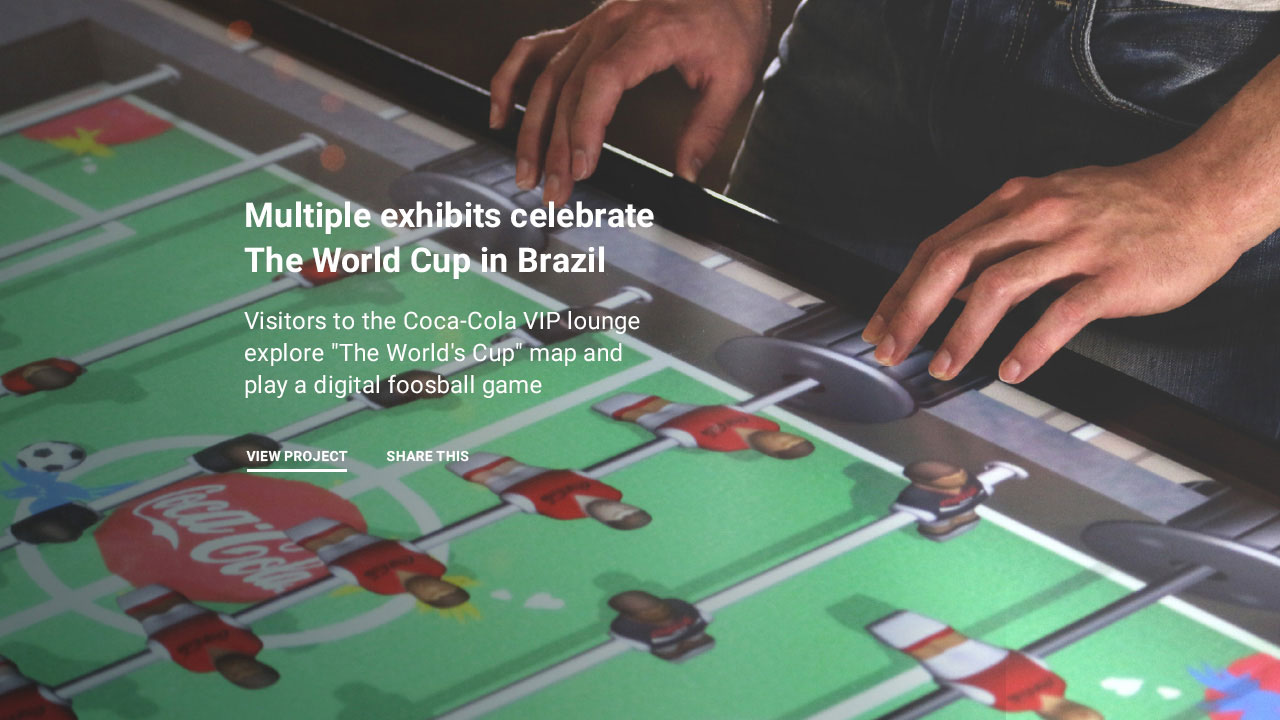 Multiple exhibits celebrate
The World Cup in Brazil
Visitors to the Coca-Cola VIP lounge
explore "The World's Cup" map and
play a digital foosball game
VIEW PROJECT SHARE THIS
Coca-Cola